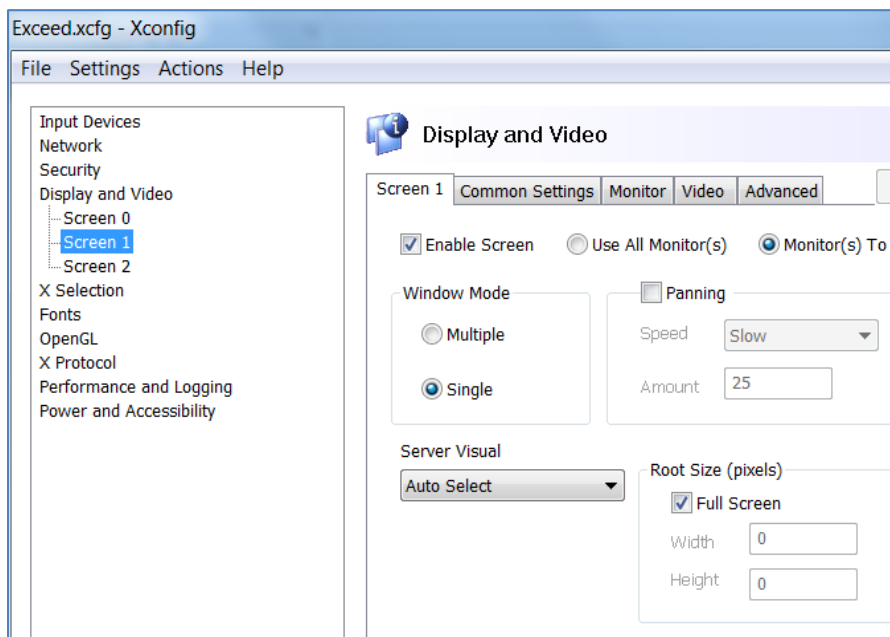 Exceed.xcfg - Xconfig
File Settings Actions Help
Input Devices
Network
Security
Display and Video
Screen 0
Screen 1
Screen 2
X Selection
Fonts
OpenGL
X Protocol
Performance and Logging
Power and Accessibility
Display and Video
Screen 1 Common Settings Monitor Video Advanced
Enable Screen Use All Monitor(s) Monitor(s) To
Window Mode
Multiple
Single
Panning
Speed Slow
Amount 25
Server Visual
Auto Select
Root Size (pixels)
Full Screen
Width 0
Height 0